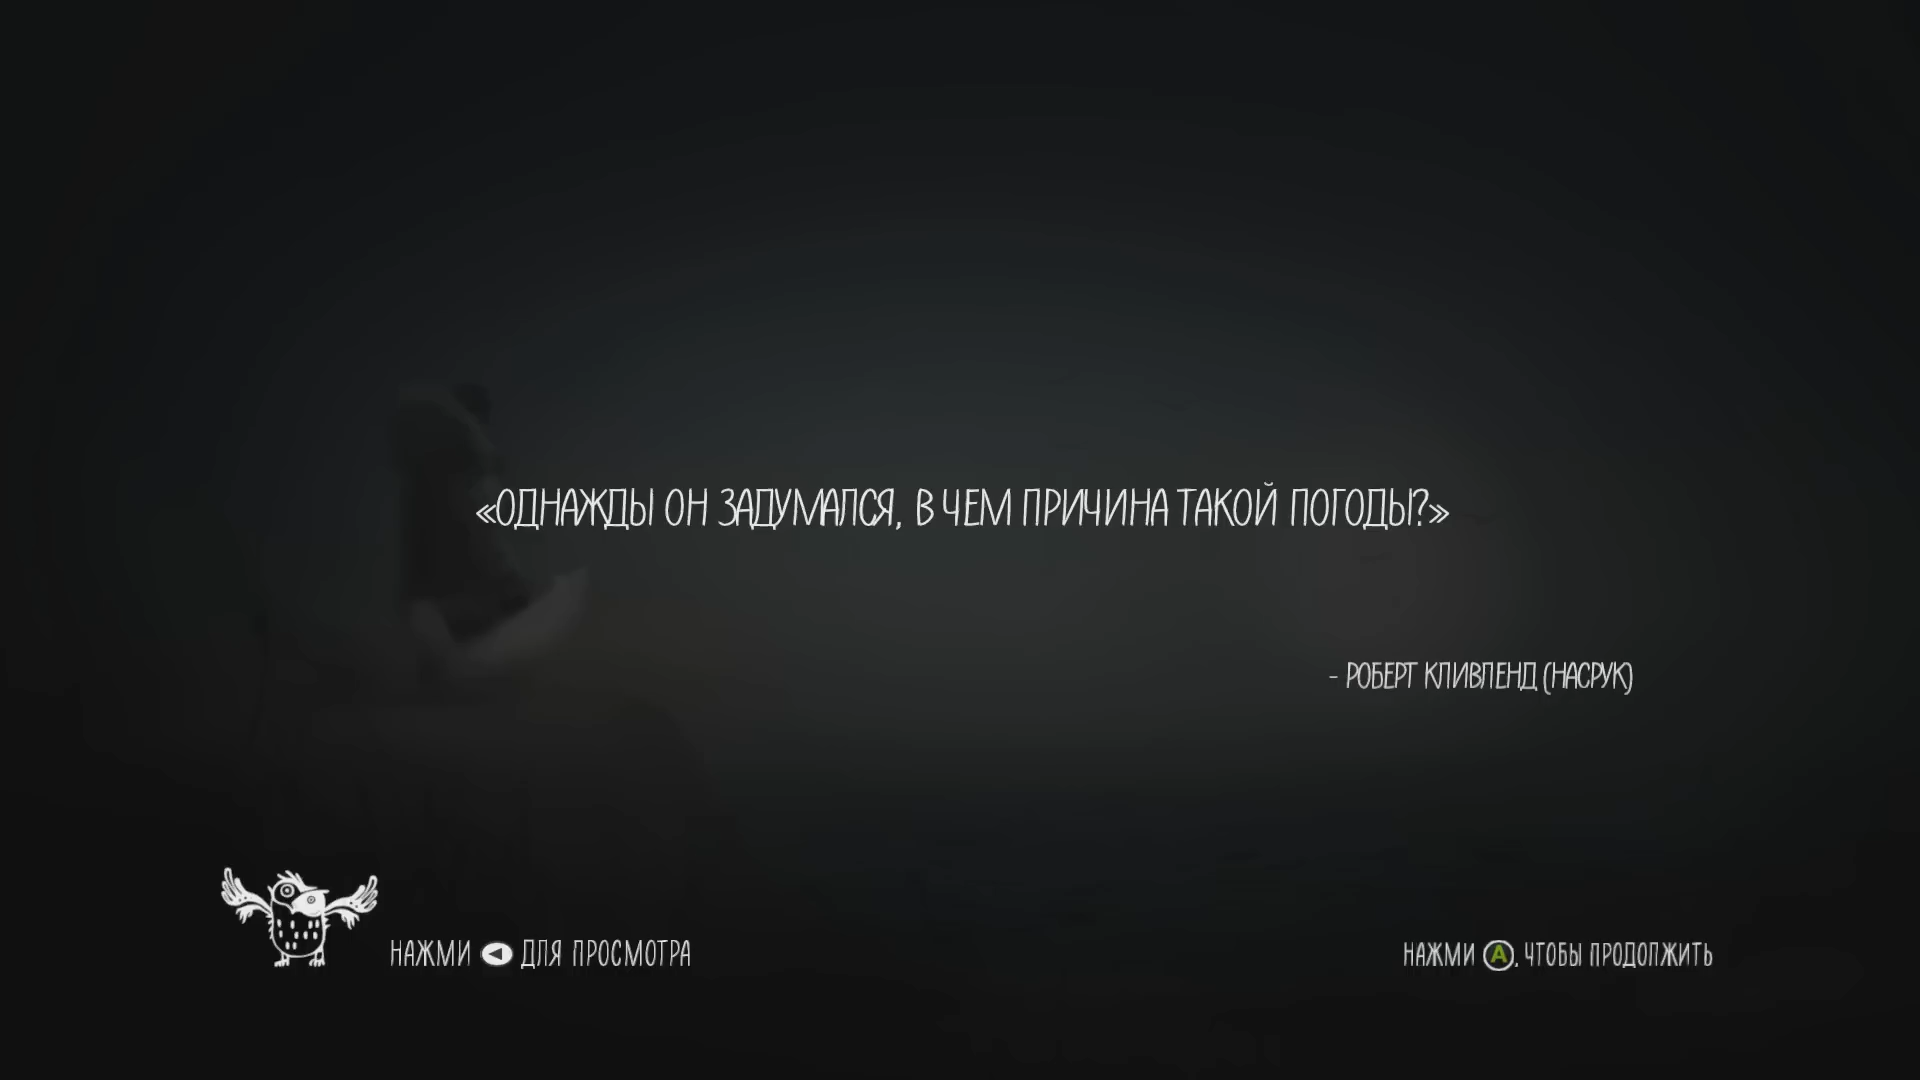 «ОДНАЖДЫ ОН ЗАДУМАЛСЯ, В ЧЕМ ПРИЧИНА ТАКОЙ ПОГОДЫ?»
- РОБЕРТ КЛИВЛЕНД (НАСРУК)
НАЖМИ ◄ ДЛЯ ПРОСМОТРА
НАЖМИ A, ЧТОБЫ ПРОДОЛЖИТЬ